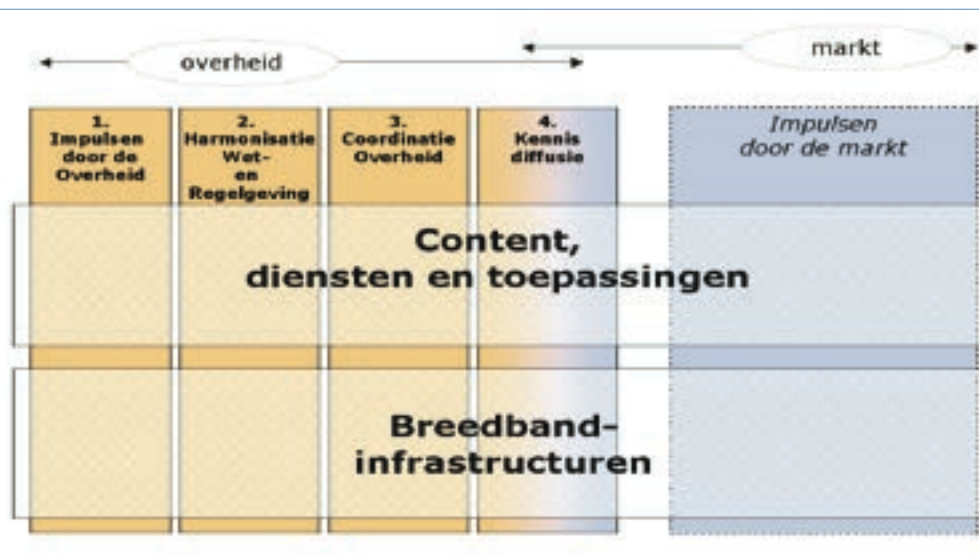 overheid
markt
1.
Impulsen
door de
Overheid
2.
Harmonisatie
Wet-
en
Regelgeving
3.
Coordinatie
Overheid
4.
Kennis
diffusie
Impulsen
door de markt
Content,
diensten en toepassingen
Breedband-
infrastructuren